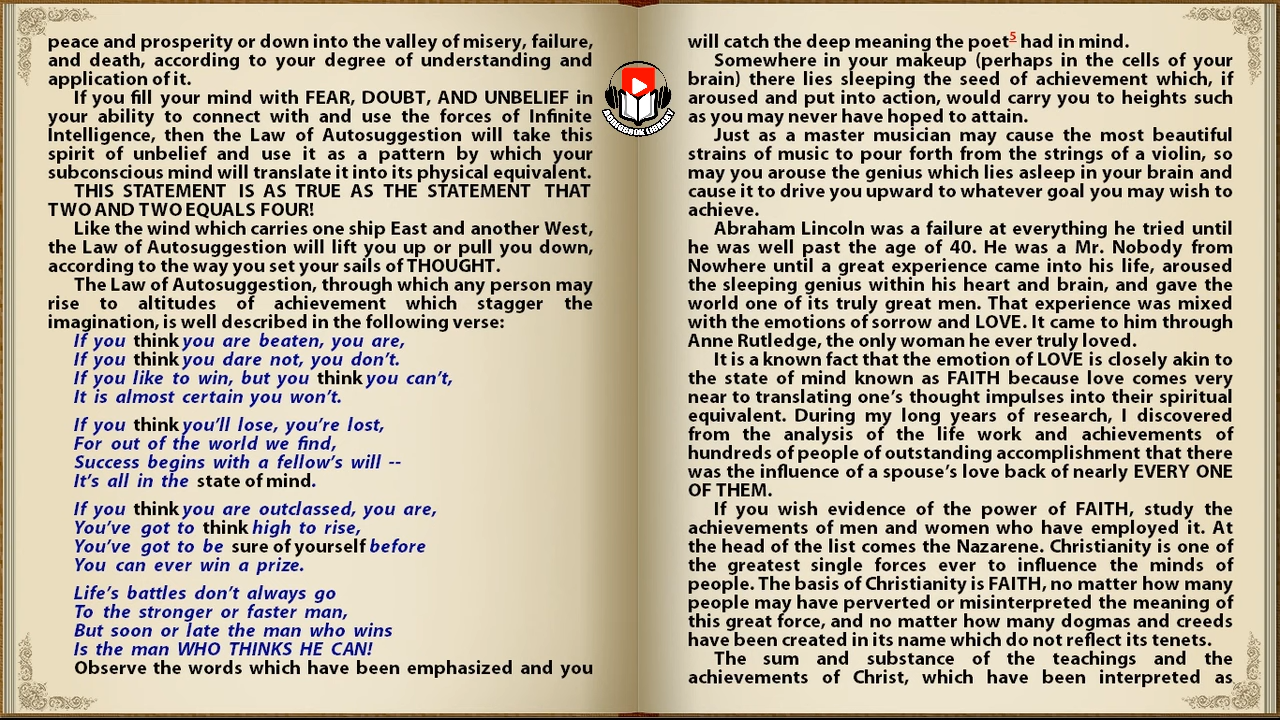 peace and prosperity or down into the valley of misery, failure,
and death, according to your degree of understanding and
application of it.
If you fill your mind with FEAR, DOUBT, AND UNBELIEF in
your ability to connect with and use the forces of Infinite
Intelligence, then the Law of Autosuggestion will take this
spirit of unbelief and use it as a pattern by which your
subconscious mind will translate it into its physical equivalent.
THIS STATEMENT IS AS TRUE AS THE STATEMENT THAT
TWO AND TWO EQUALS FOUR!
Like the wind which carries one ship East and another West,
the Law of Autosuggestion will lift you up or pull you down,
according to the way you set your sails of THOUGHT.
The Law of Autosuggestion, through which any person may
rise to altitudes of achievement which stagger the
imagination, is well described in the following verse:
If you think you are beaten, you are,
If you think you dare not, you don't.
If you like to win, but you think you can't,
It is almost certain you won't.
If you think you'll lose, you're lost,
For out of the world we find,
Success begins with a fellow's will --
It's all in the state of mind.
If you think you are outclassed, you are,
You've got to think high to rise,
You've got to be sure of yourself before
You can ever win a prize.
Life's battles don't always go
To the stronger or faster man,
But soon or late the man who wins
Is the man WHO THINKS HE CAN!
Observe the words which have been emphasized and you
AUDIOBOOK LIBRARY
will catch the deep meaning the poet5 had in mind.
Somewhere in your makeup (perhaps in the cells of your
brain) there lies sleeping the seed of achievement which, if
aroused and put into action, would carry you to heights such
as you may never have hoped to attain.
Just as a master musician may cause the most beautiful
strains of music to pour forth from the strings of a violin, so
may you arouse the genius which lies asleep in your brain and
cause it to drive you upward to whatever goal you may wish to
achieve.
Abraham Lincoln was a failure at everything he tried until
he was well past the age of 40. He was a Mr. Nobody from
Nowhere until a great experience came into his life, aroused
the sleeping genius within his heart and brain, and gave the
world one of its truly great men. That experience was mixed
with the emotions of sorrow and LOVE. It came to him through
Anne Rutledge, the only woman he ever truly loved.
It is a known fact that the emotion of LOVE is closely akin to
the state of mind known as FAITH because love comes very
near to translating one's thought impulses into their spiritual
equivalent. During my long years of research, I discovered
from the analysis of the life work and achievements of
hundreds of people of outstanding accomplishment that there
was the influence of a spouse's love back of nearly EVERY ONE
OF THEM.
If you wish evidence of the power of FAITH, study the
achievements of men and women who have employed it. At
the head of the list comes the Nazarene. Christianity is one of
the greatest single forces ever to influence the minds of
people. The basis of Christianity is FAITH, no matter how many
people may have perverted or misinterpreted the meaning of
this great force, and no matter how many dogmas and creeds
have been created in its name which do not reflect its tenets.
The sum and substance of the teachings and the
achievements of Christ, which have been interpreted as